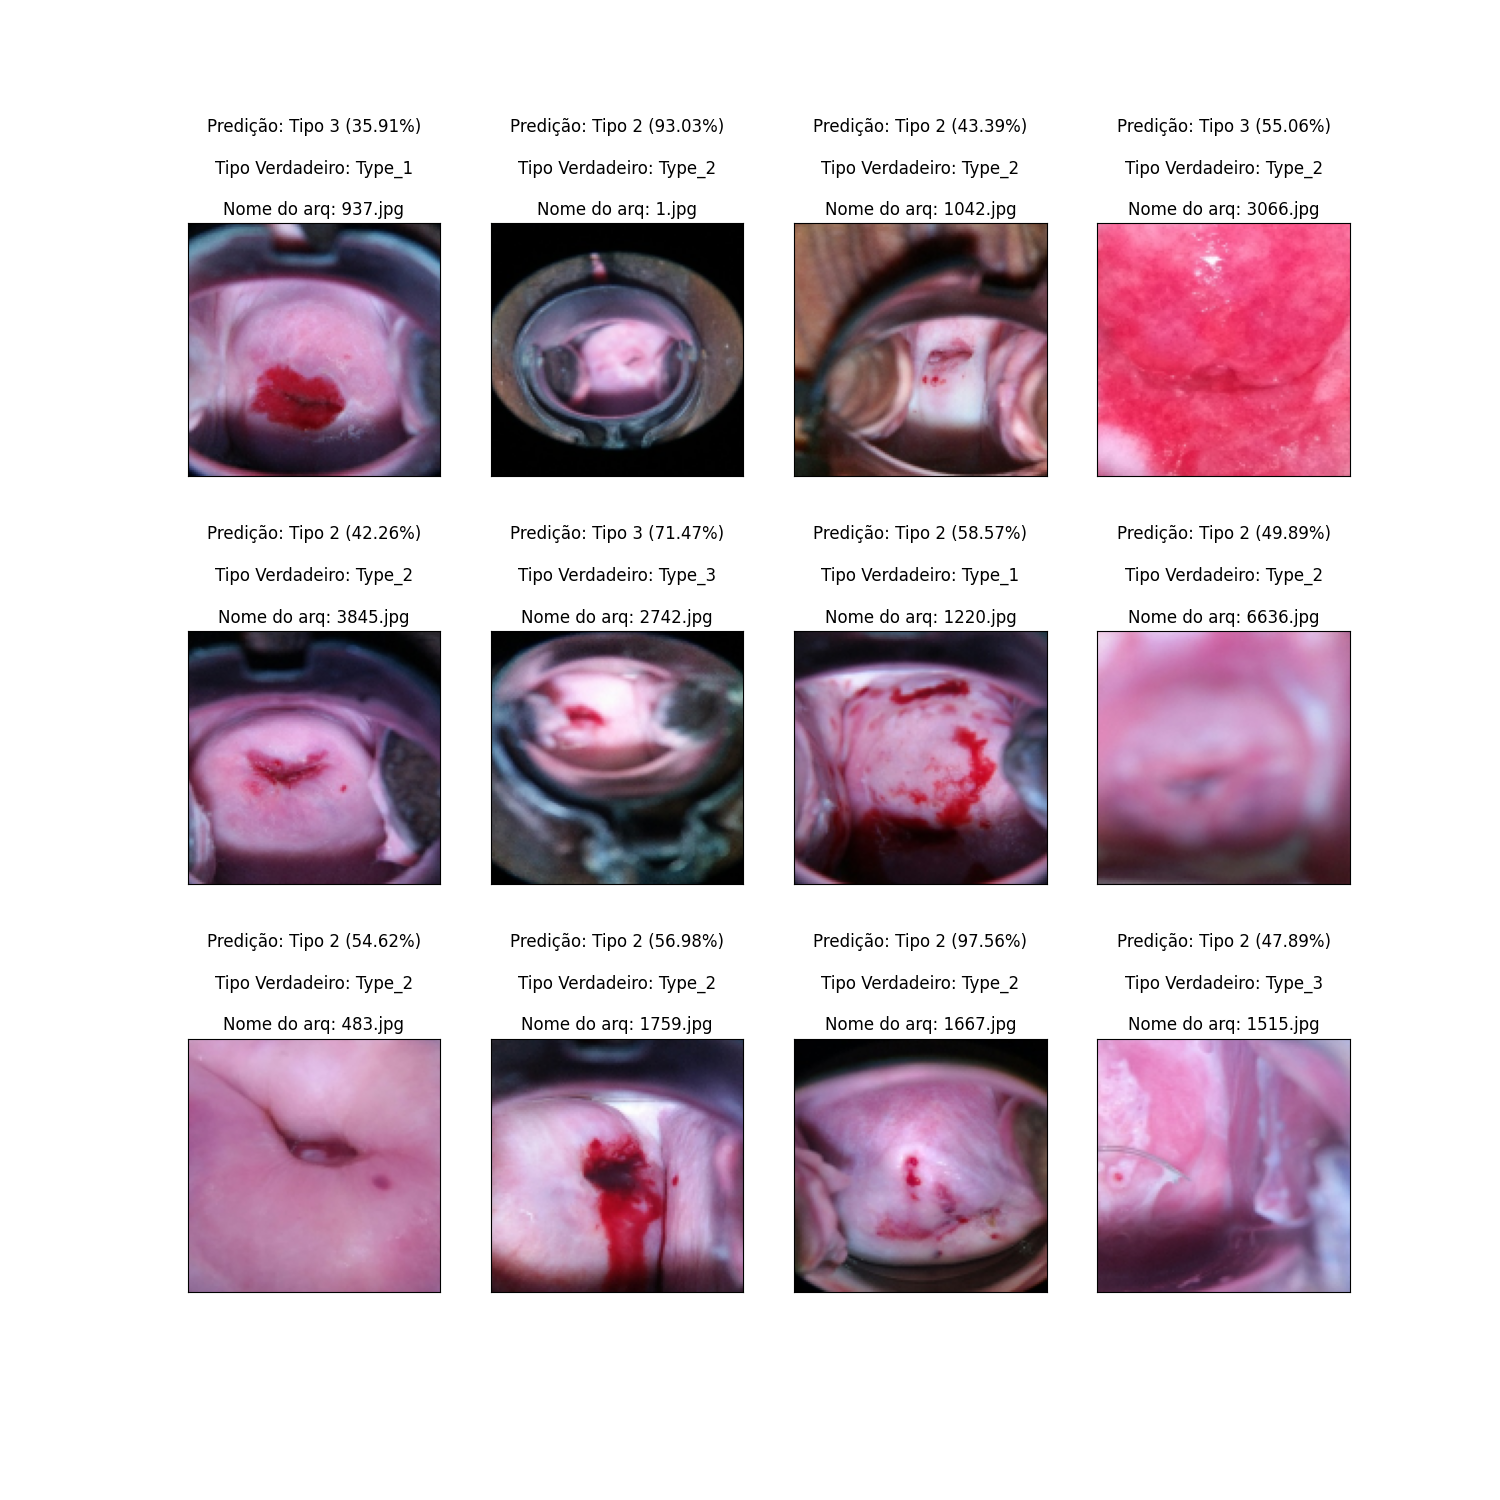 Predição: Tipo 3 (35.91%)
Tipo Verdadeiro: Type_1
Nome do arq: 937.jpg
Predição: Tipo 2 (93.03%)
Tipo Verdadeiro: Type_2
Nome do arq: 1.jpg
Predição: Tipo 2 (43.39%)
Tipo Verdadeiro: Type_2
Nome do arq: 1042.jpg
Predição: Tipo 3 (55.06%)
Tipo Verdadeiro: Type_2
Nome do arq: 3066.jpg
Predição: Tipo 2 (42.26%)
Tipo Verdadeiro: Type_2
Nome do arq: 3845.jpg
Predição: Tipo 3 (71.47%)
Tipo Verdadeiro: Type_3
Nome do arq: 2742.jpg
Predição: Tipo 2 (58.57%)
Tipo Verdadeiro: Type_1
Nome do arq: 1220.jpg
Predição: Tipo 2 (49.89%)
Tipo Verdadeiro: Type_2
Nome do arq: 6636.jpg
Predição: Tipo 2 (54.62%)
Tipo Verdadeiro: Type_2
Nome do arq: 483.jpg
Predição: Tipo 2 (56.98%)
Tipo Verdadeiro: Type_2
Nome do arq: 1759.jpg
Predição: Tipo 2 (97.56%)
Tipo Verdadeiro: Type_2
Nome do arq: 1667.jpg
Predição: Tipo 2 (47.89%)
Tipo Verdadeiro: Type_3
Nome do arq: 1515.jpg